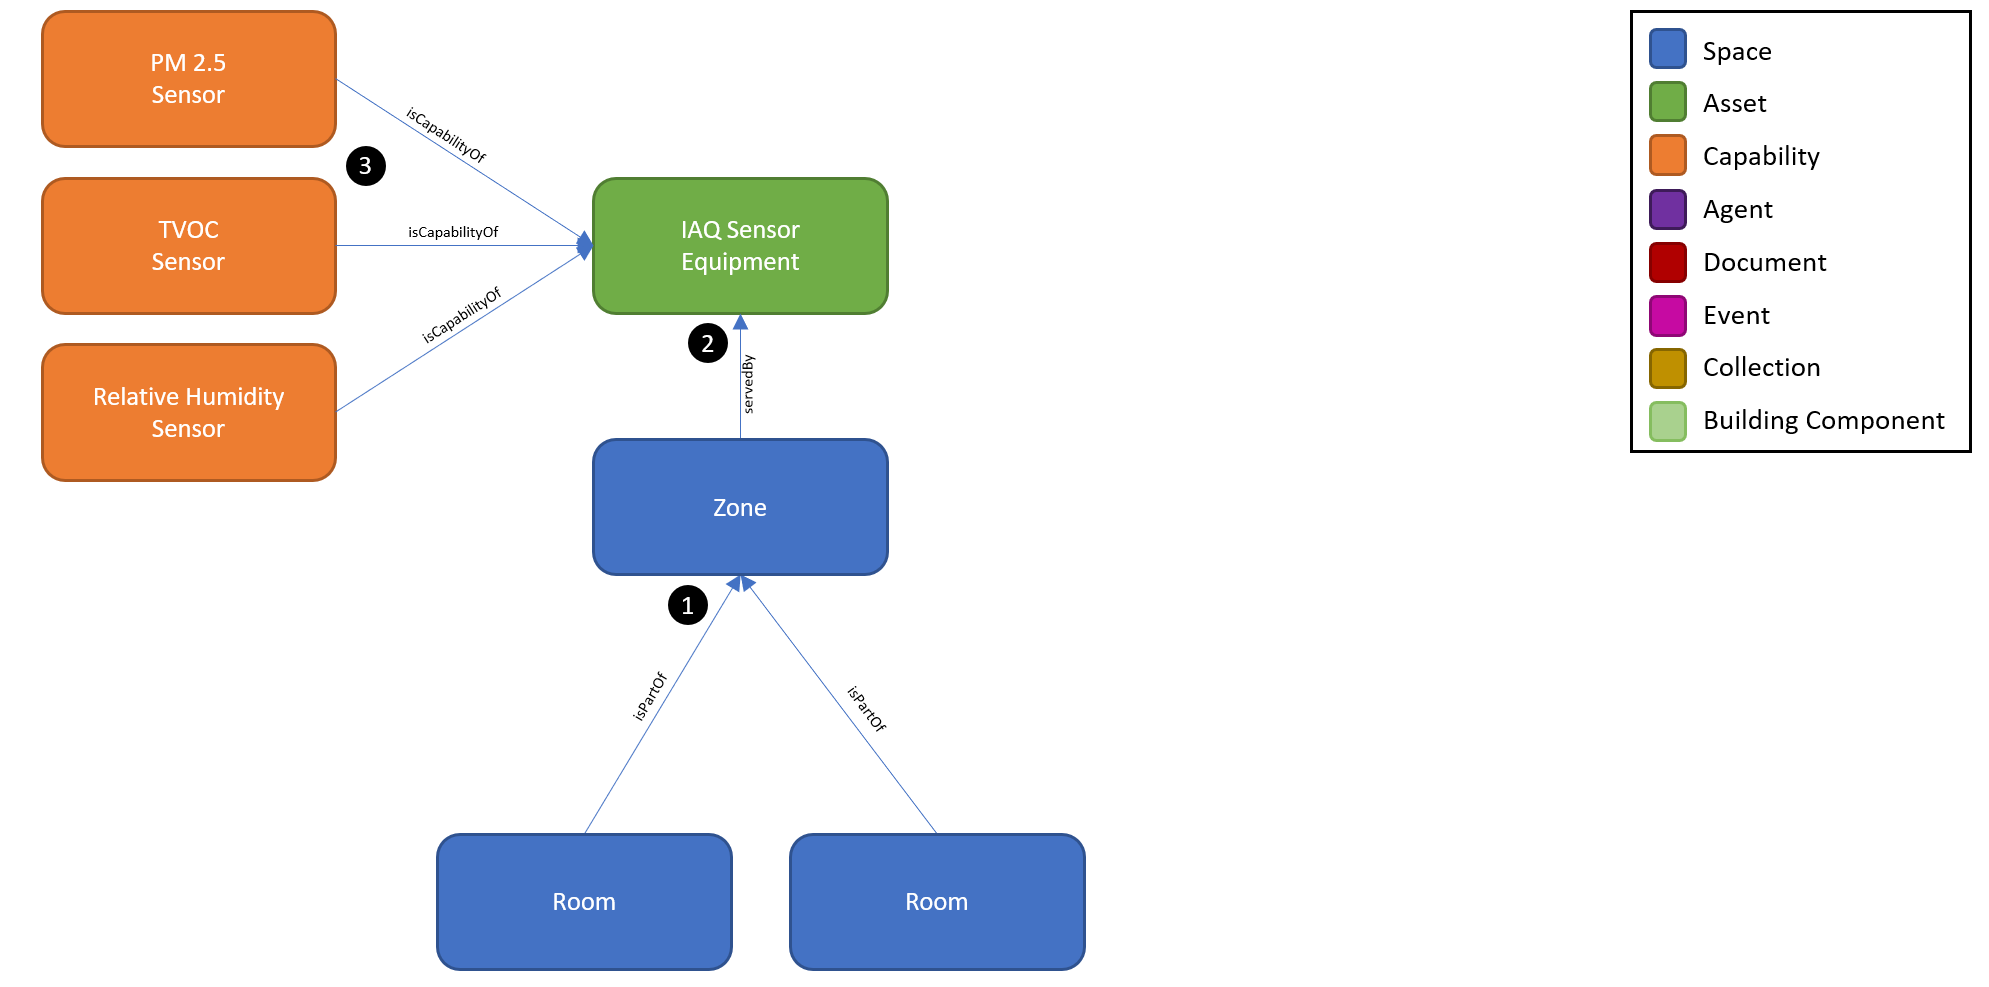 PM 2.5
Sensor
isCapabilityOf
3
TVOC
Sensor
isCapabilityOf
IAQ Sensor
Equipment
Relative Humidity
Sensor
isCapabilityOf
2
servedBy
Zone
1
isPartOf
isPartOf
Room
Room
Space
Asset
Capability
Agent
Document
Event
Collection
Building Component